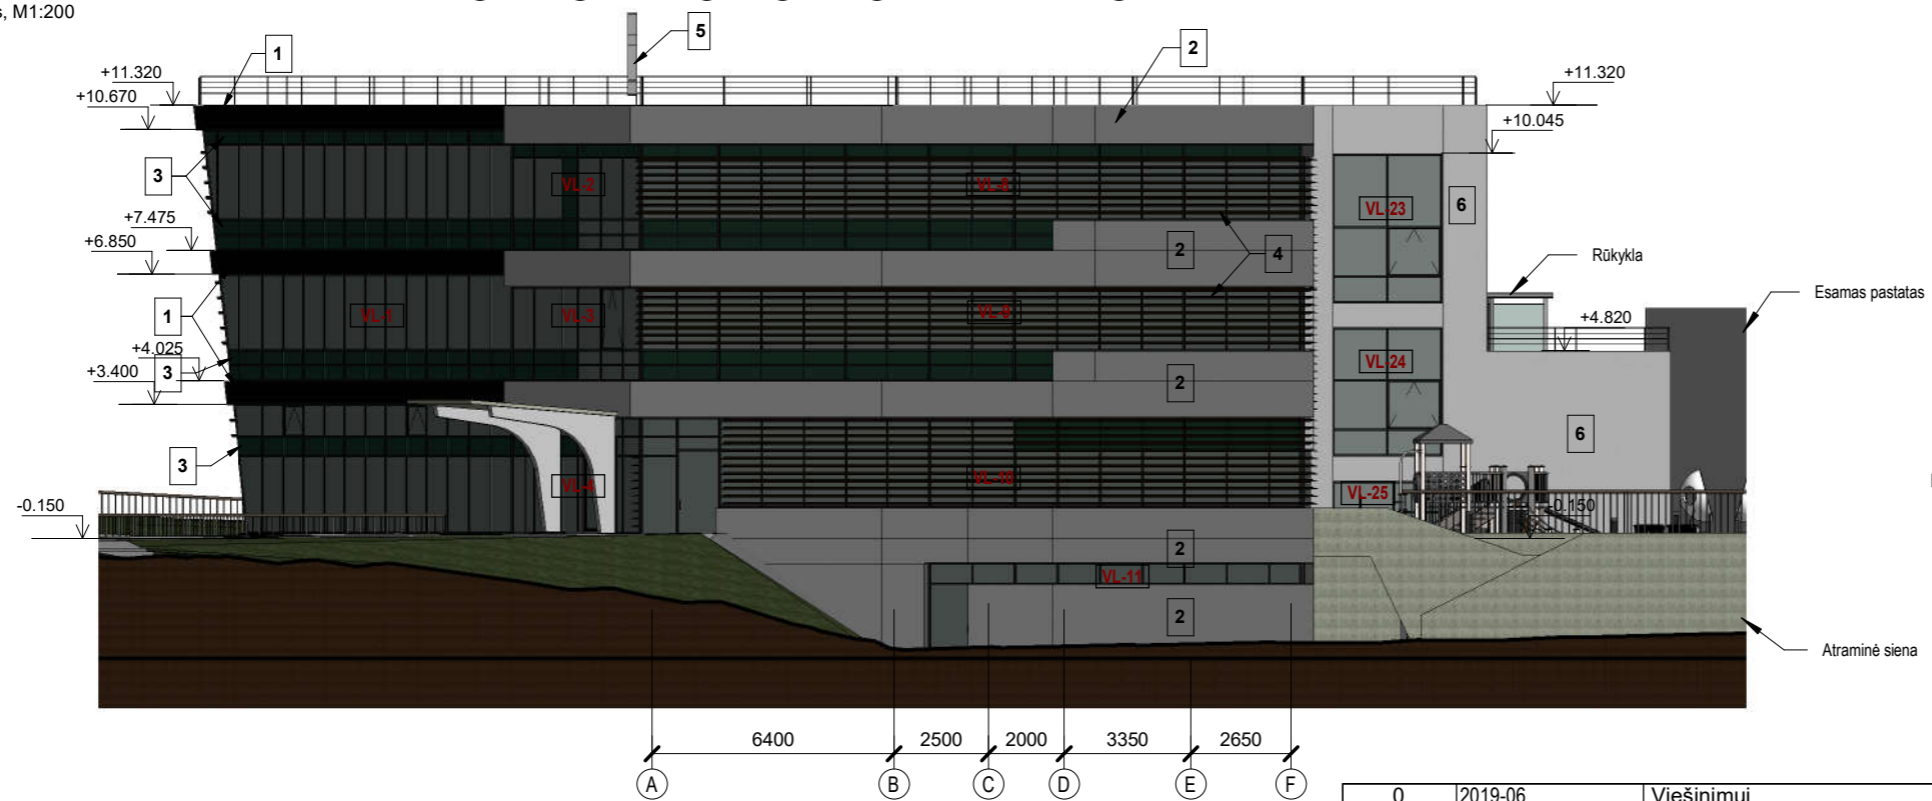 s, M1:200
5
1
2
+11.320
+10.670
+11.320
+10.045
3
VL-2
VL-8
VL-23
6
+7.475
+6.850
2
4
Rūkykla
Esamas pastatas
1
VL-1
VL-3
VL-9
+4.820
+4.025
3
+3.400
VL-24
2
6
3
VL-4
VL-10
VL-25
-0.150
-0.150
2
VL-11
2
Atraminė siena
6400
2500
2000
3350
2650
A
B
C
D
E
F
0 2019-06 Viešinimui